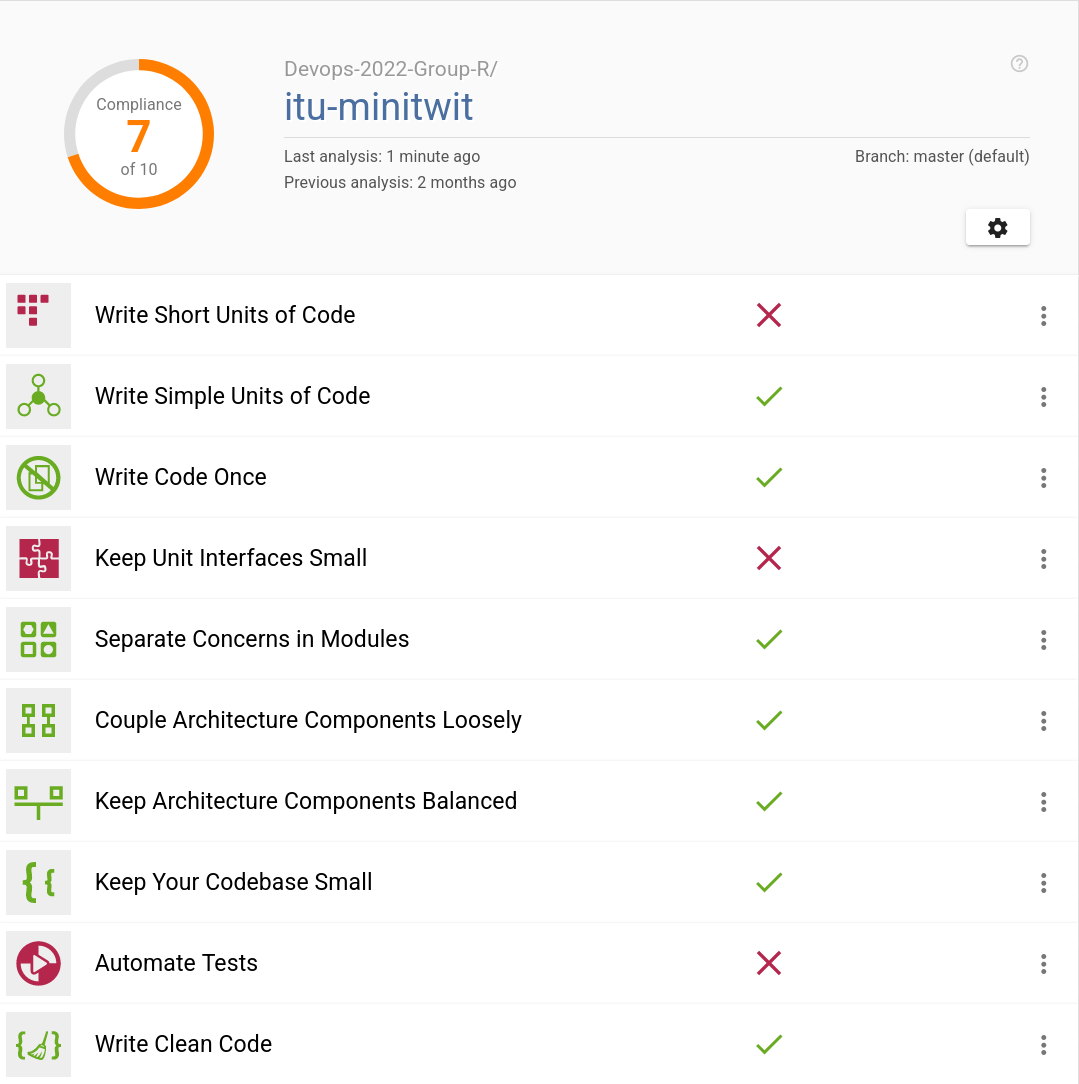 Compliance
7
of 10
Devops-2022-Group-R/
itu-minitwit
Last analysis: 1 minute ago
Branch: master (default)
Previous analysis: 2 months ago
Write Short Units of Code
Write Simple Units of Code
Write Code Once
Keep Unit Interfaces Small
Separate Concerns in Modules
Couple Architecture Components Loosely
Keep Architecture Components Balanced
Keep Your Codebase Small
Automate Tests
Write Clean Code